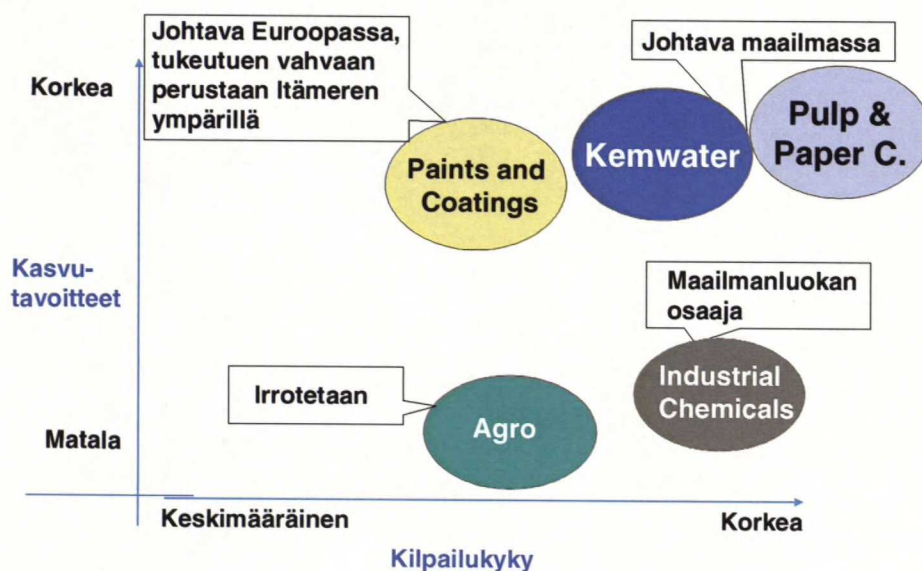 Johtava Euroopassa,
tukeutuen vahvaan
perustaan Itämeren
ympärillä
Johtava maailmassa
Korkea
Pulp &
Paper C.
Kemwater
Paints and
Coatings
Kasvu-
tavoitteet
Maailmanluokan
osaaja
Irrotetaan
Industrial
Chemicals
Agro
Matala
Keskimääräinen
Korkea
Kilpailukyky